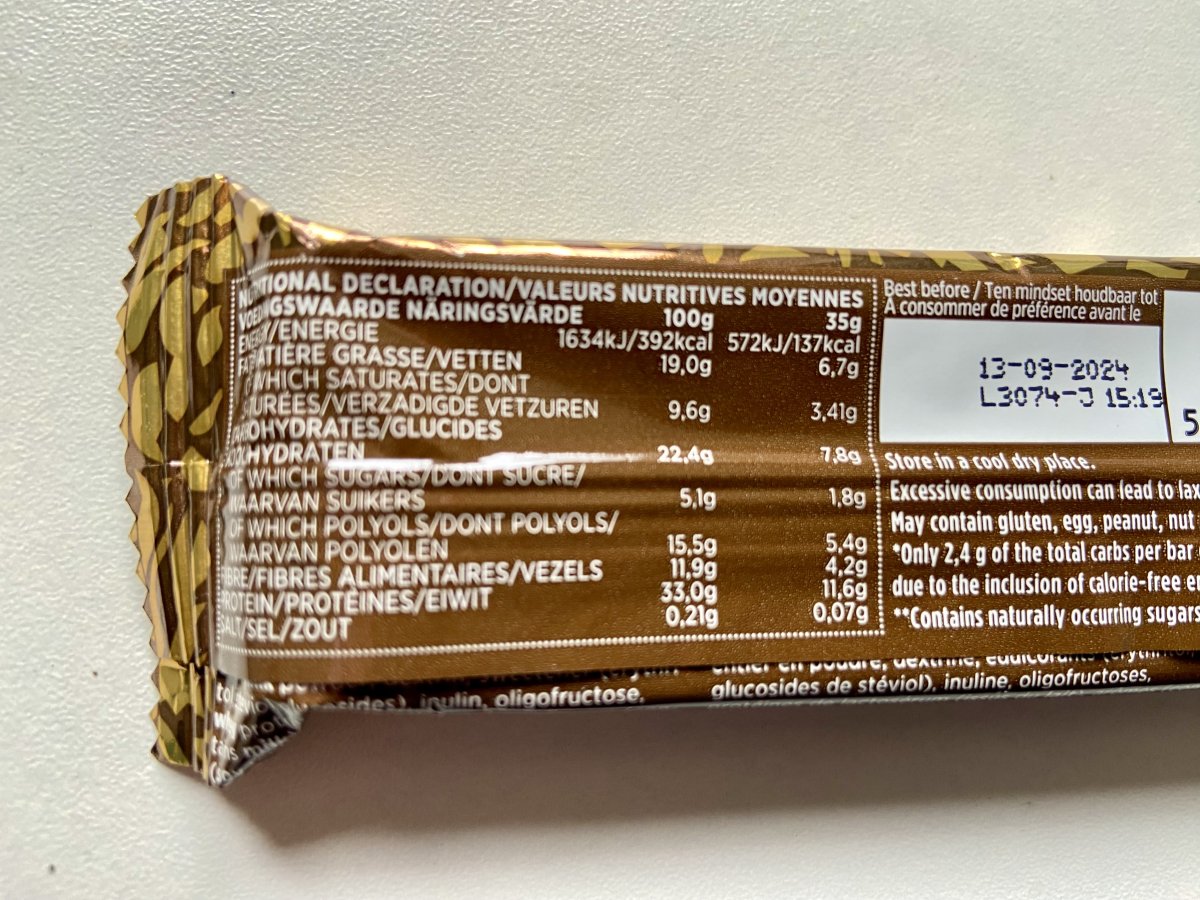 NUTRITIONAL DECLARATION/VALEURS NUTRITIVES MOYENNES
VOEDINGSWAARDE NÄRINGSVÄRDE 100g 35g
ENERGY/ENERGIE 1634kJ/392kcal 572kJ/137kcal
FAT/MATIÈRE GRASSE/VETTEN 19,0g 6,7g
OF WHICH SATURATES/DONT
SATURÉES/VERZADIGDE VETZUREN 9,6g 3,41g
CARBOHYDRATES/GLUCIDES
KOOLHYDRATEN 22,4g 7,8g
OF WHICH SUGARS/DONT SUCRE/
WAARVAN SUIKERS 5,1g 1,8g
OF WHICH POLYOLS/DONT POLYOLS/
WAARVAN POLYOLEN 15,5g 5,4g
FIBRE/FIBRES ALIMENTAIRES/VEZELS 11,9g 4,2g
PROTEIN/PROTÉINES/EIWIT 33,0g 11,6g
SALT/SEL/ZOUT 0,21g 0,07g
Best before / Ten mindset houdbaar tot
À consommer de préférence avant le
13-09-2024
L3074-J 15:19
5
Store in a cool dry place.
Excessive consumption can lead to lax
May contain gluten, egg, peanut, nut
*Only 2,4 g of the total carbs per bar
due to the inclusion of calorie-free er
**Contains naturally occurring sugars
inulin, oligofructose,
en poudre, dextrine,
glucosides de stéviol), inuline, oligofructoses,